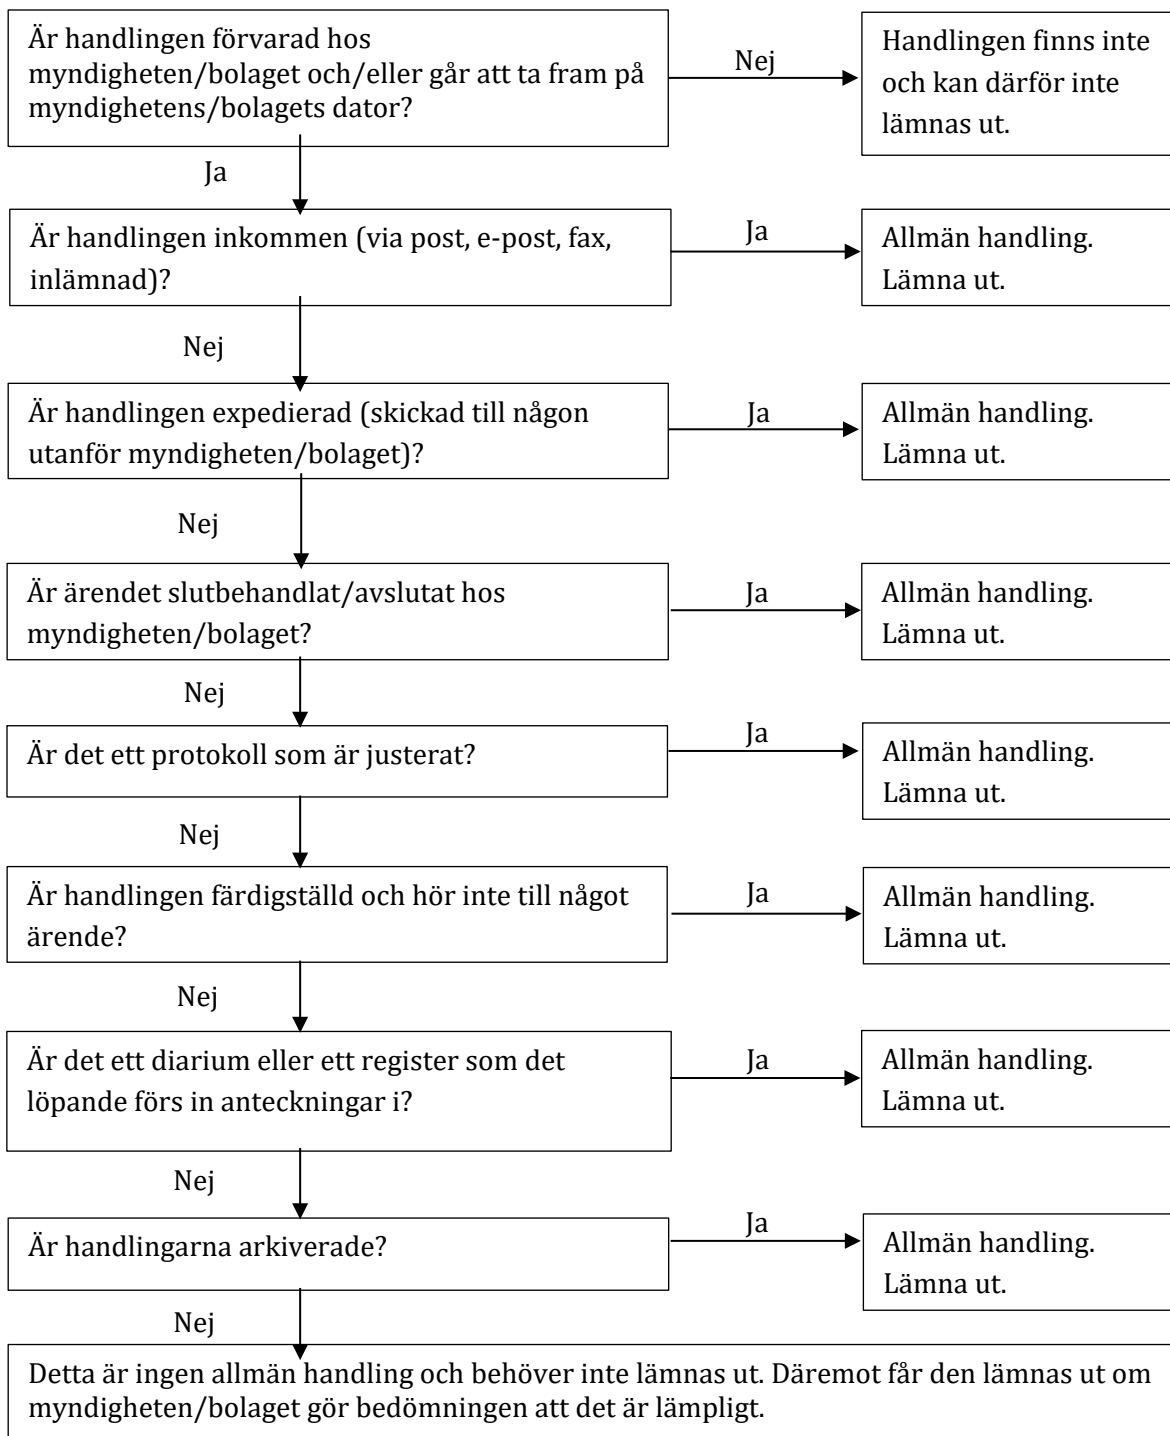 Är handlingen förvarad hos
myndigheten/bolaget och/eller går att ta fram på
myndighetens/bolagets dator?
Nej
Handlingen finns inte
och kan därför inte
lämnas ut.
Ja
Är handlingen inkommen (via post, e-post, fax,
inlämnad)?
Ja
Allmän handling.
Lämna ut.
Nej
Är handlingen expedierad (skickad till någon
utanför myndigheten/bolaget)?
Ja
Allmän handling.
Lämna ut.
Nej
Är ärendet slutbehandlat/avslutat hos
myndigheten/bolaget?
Ja
Allmän handling.
Lämna ut.
Nej
Är det ett protokoll som är justerat?
Ja
Allmän handling.
Lämna ut.
Nej
Är handlingen färdigställd och hör inte till något
ärende?
Ja
Allmän handling.
Lämna ut.
Nej
Är det ett diarium eller ett register som det
löpande förs in anteckningar i?
Ja
Allmän handling.
Lämna ut.
Nej
Är handlingarna arkiverade?
Ja
Allmän handling.
Lämna ut.
Nej
Detta är ingen allmän handling och behöver inte lämnas ut. Däremot får den lämnas ut om
myndigheten/bolaget gör bedömningen att det är lämpligt.